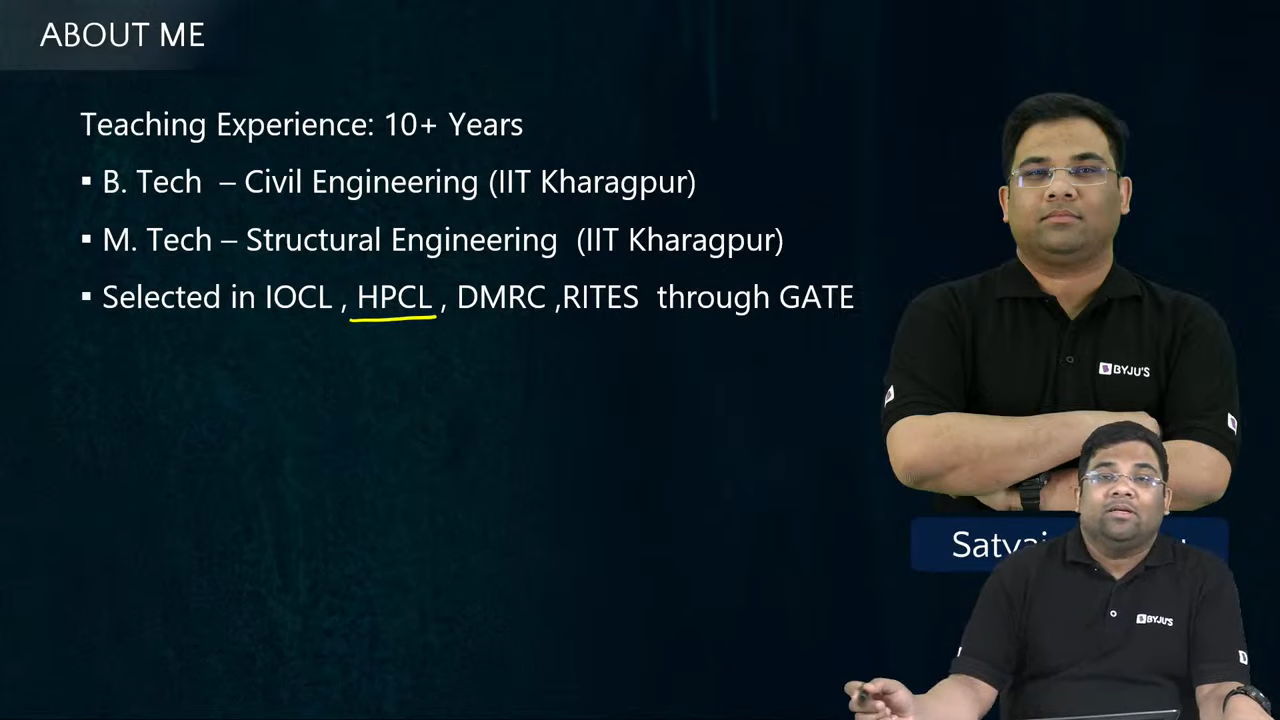 ABOUT ME
Teaching Experience: 10+ Years
▪ B. Tech – Civil Engineering (IIT Kharagpur)
▪ M. Tech – Structural Engineering (IIT Kharagpur)
▪ Selected in IOCL , HPCL , DMRC ,RITES through GATE
BYJU'S
BYJU'S